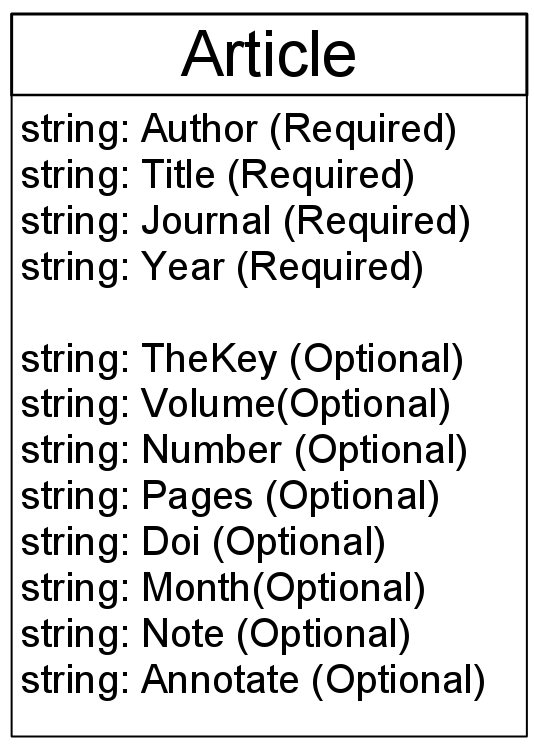 Article
string: Author (Required)
string: Title (Required)
string: Journal (Required)
string: Year (Required)
string: TheKey (Optional)
string: Volume(Optional)
string: Number (Optional)
string: Pages (Optional)
string: Doi (Optional)
string: Month(Optional)
string: Note (Optional)
string: Annotate (Optional)